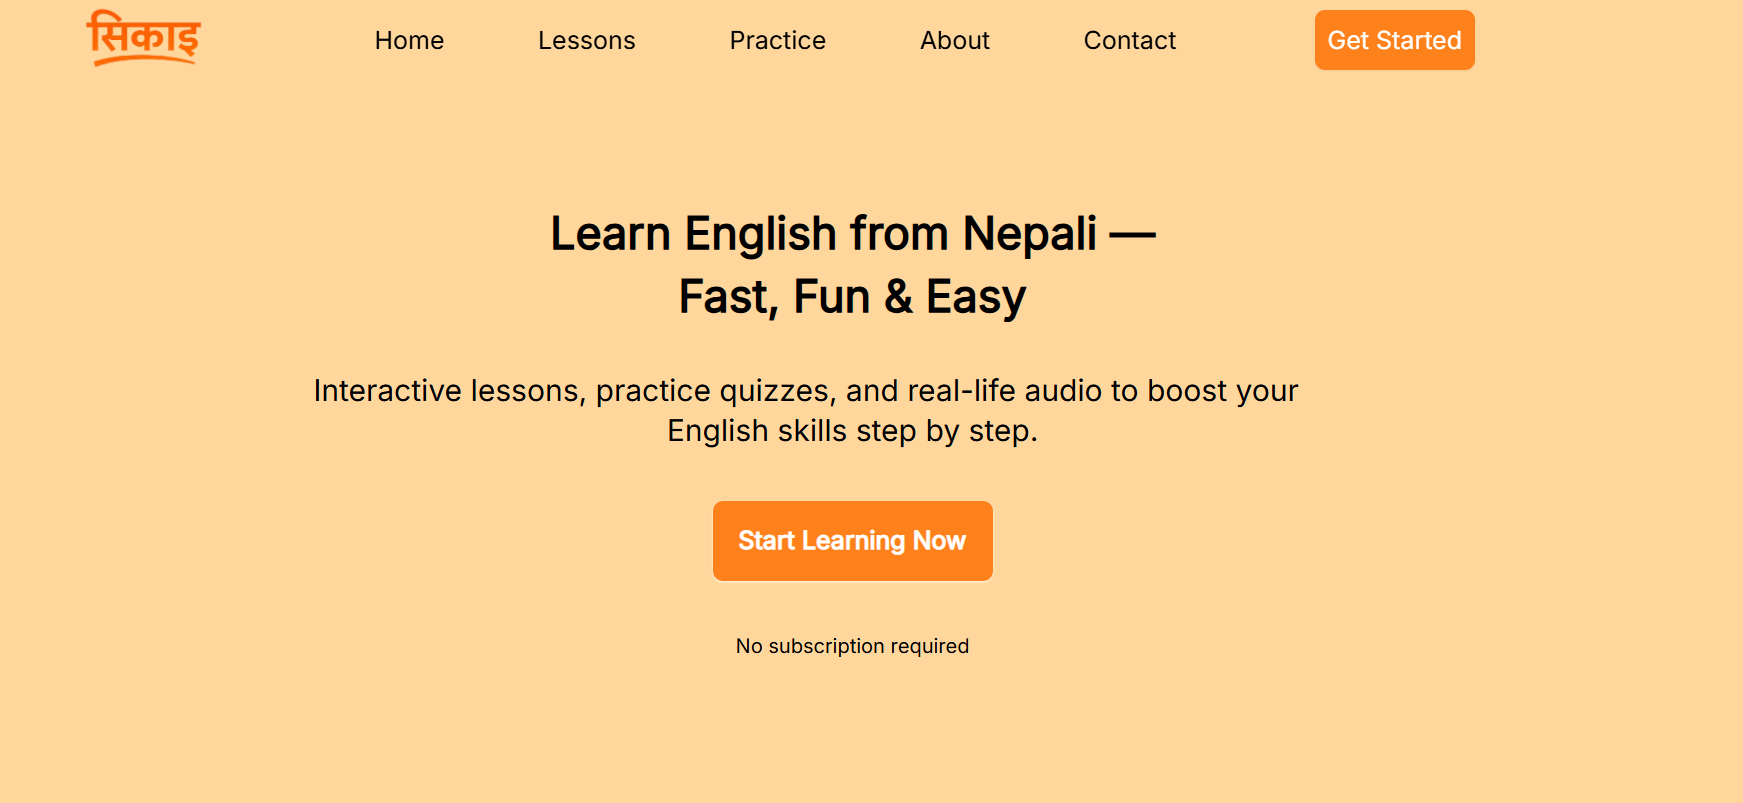 सिकाइ
Home
Lessons
Practice
About
Contact
Get Started
Learn English from Nepali —
Fast, Fun & Easy
Interactive lessons, practice quizzes, and real-life audio to boost your
English skills step by step.
Start Learning Now
No subscription required